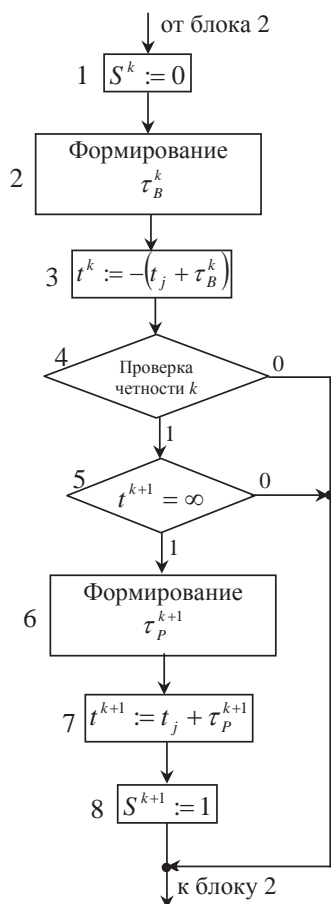 от блока 2
1
S^k := 0
2
Формирование
τ_B^k
3
t^k := −(t_j + τ_B^k)
4
Проверка
четности k
0
1
5
t^{k+1} = ∞
0
1
6
Формирование
τ_P^{k+1}
7
t^{k+1} := t_j + τ_P^{k+1}
8
S^{k+1} := 1
к блоку 2